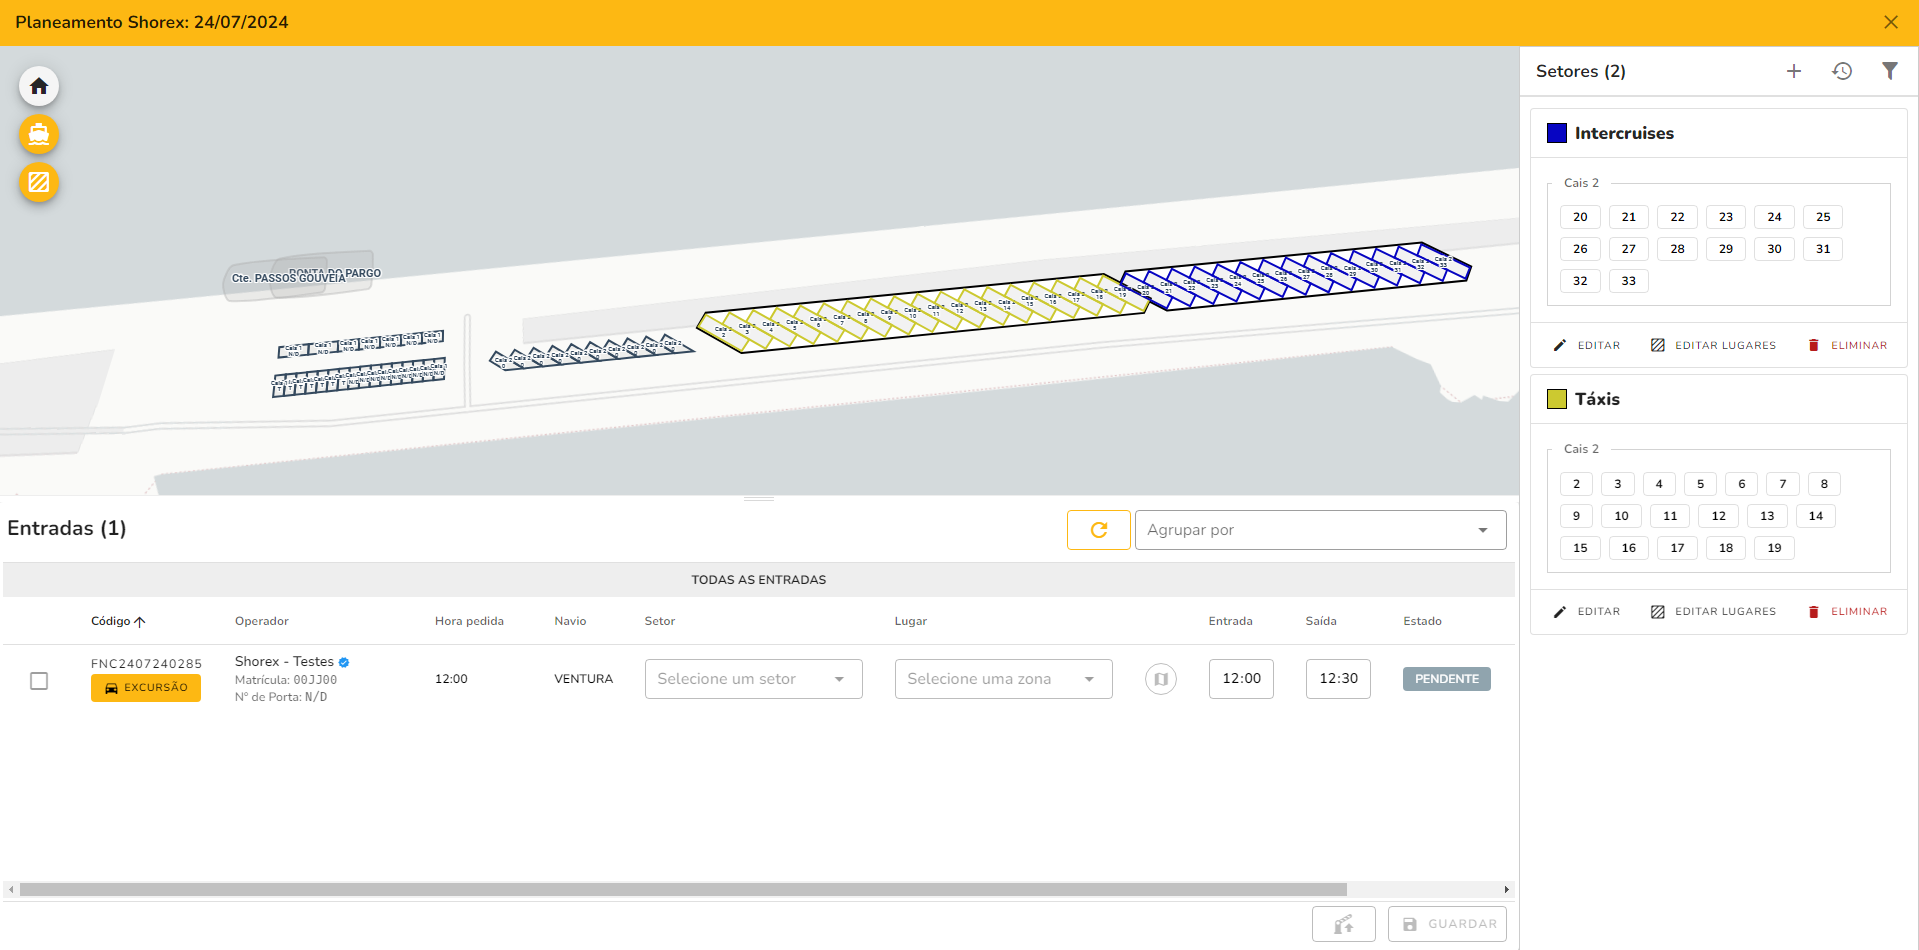 Planeamento Shorex: 24/07/2024
PONTA DO PARGO
Cte. PASSOS GOUVEIA
Setores (2)
Intercruises
Cais 2
20 21 22 23 24 25
26 27 28 29 30 31
32 33
EDITAR EDITAR LUGARES ELIMINAR
Táxis
Cais 2
2 3 4 5 6 7 8
9 10 11 12 13 14
15 16 17 18 19
EDITAR EDITAR LUGARES ELIMINAR
Entradas (1)
Agrupar por
TODAS AS ENTRADAS
Código Operador Hora pedida Navio Setor Lugar Entrada Saída Estado
FNC2407240285
EXCURSÃO
Shorex - Testes
Matrícula: 00JJ00
Nº de Porta: N/D
12:00
VENTURA
Selecione um setor
Selecione uma zona
12:00
12:30
PENDENTE
GUARDAR